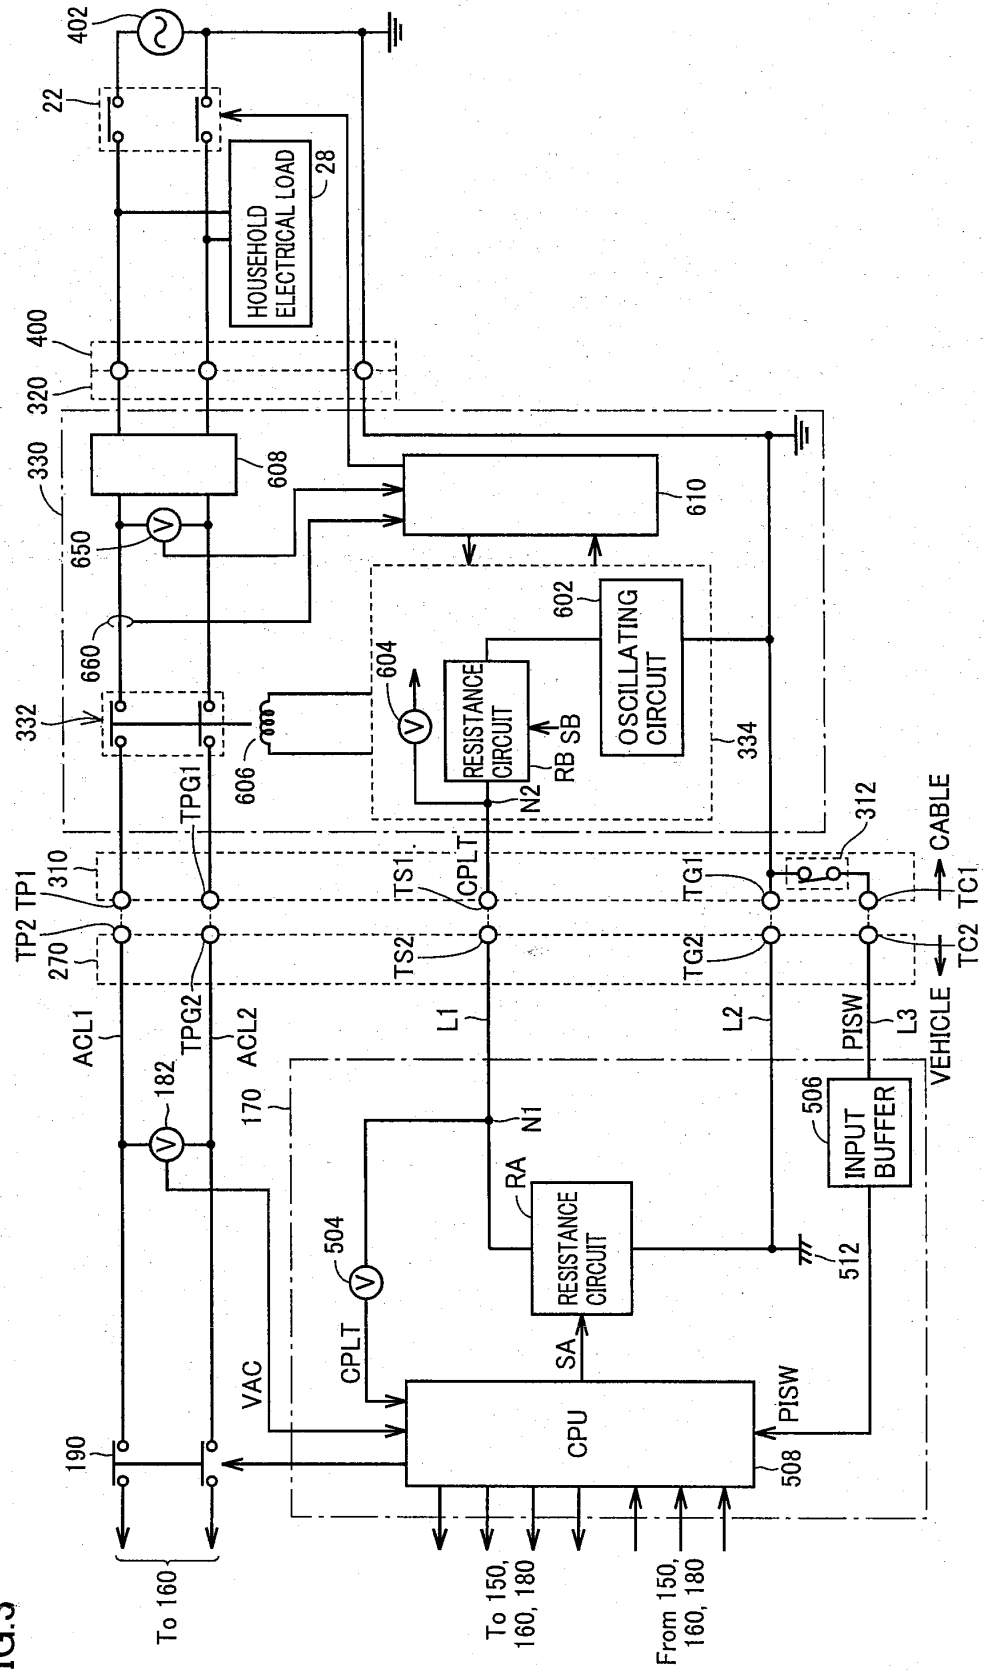 IG.3
402
22
HOUSEHOLD
ELECTRICAL LOAD
28
400
320
330
608
650
610
660
602
OSCILLATING
CIRCUIT
604
RESISTANCE
CIRCUIT
SB
RB
334
332
606
N2
TPG1
310
TP1
TS1
CPLT
TG1
312
CABLE
TC1
TP2
270
TPG2
TS2
TG2
TC2
VEHICLE
ACL1
ACL2
L1
L2
L3
PISW
182
170
N1
506
INPUT
BUFFER
RA
RESISTANCE
CIRCUIT
504
512
CPLT
VAC
SA
PISW
190
CPU
508
To 160
To 150,
160, 180
From 150,
160, 180